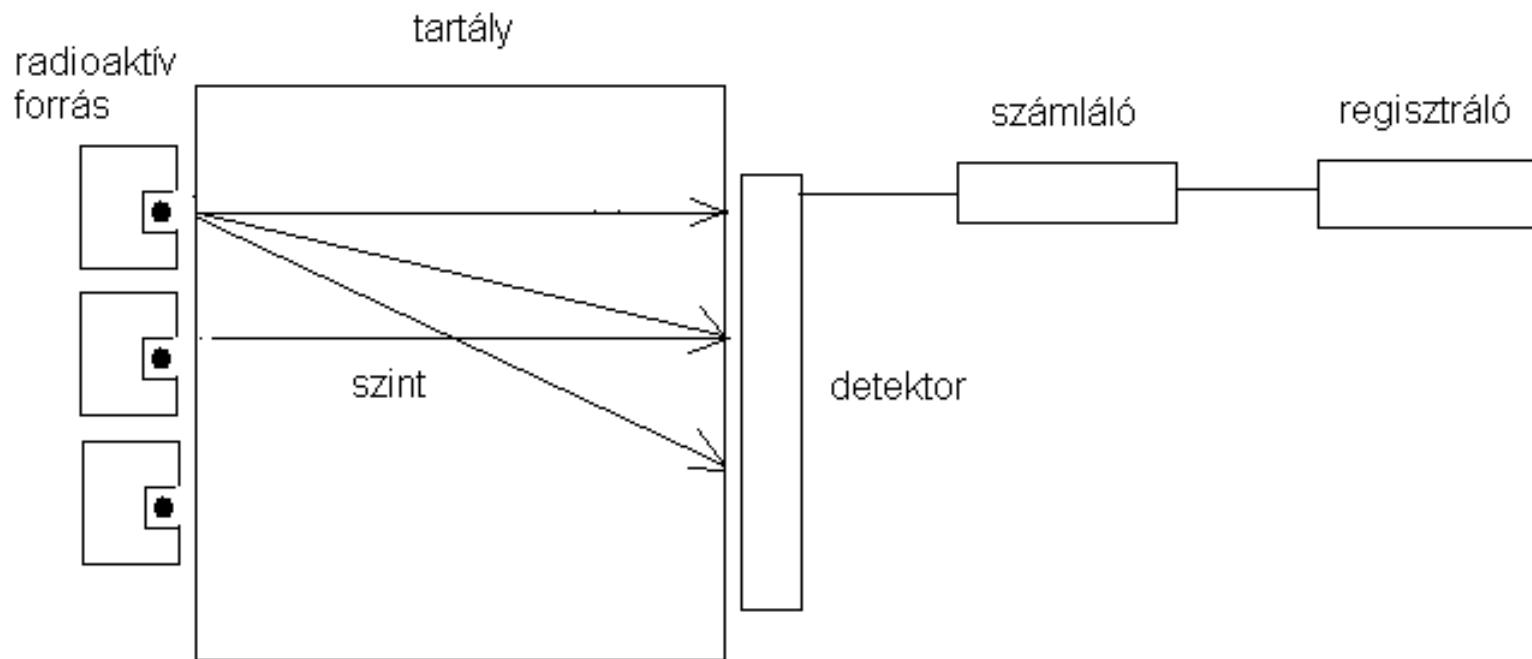 tartály
radioaktív
forrás
számláló
regisztráló
szint
detektor